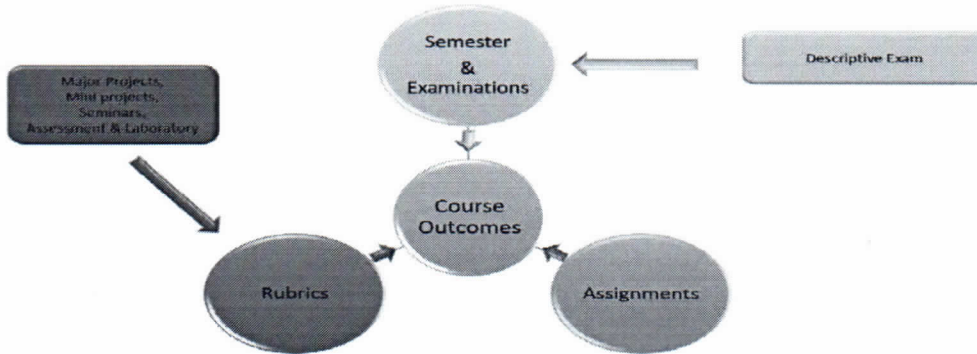 Semester
&
Examinations
Descriptive Exam
Major Projects,
Mini projects,
Seminars,
Assessment & Laboratory
Course
Outcomes
Rubrics
Assignments